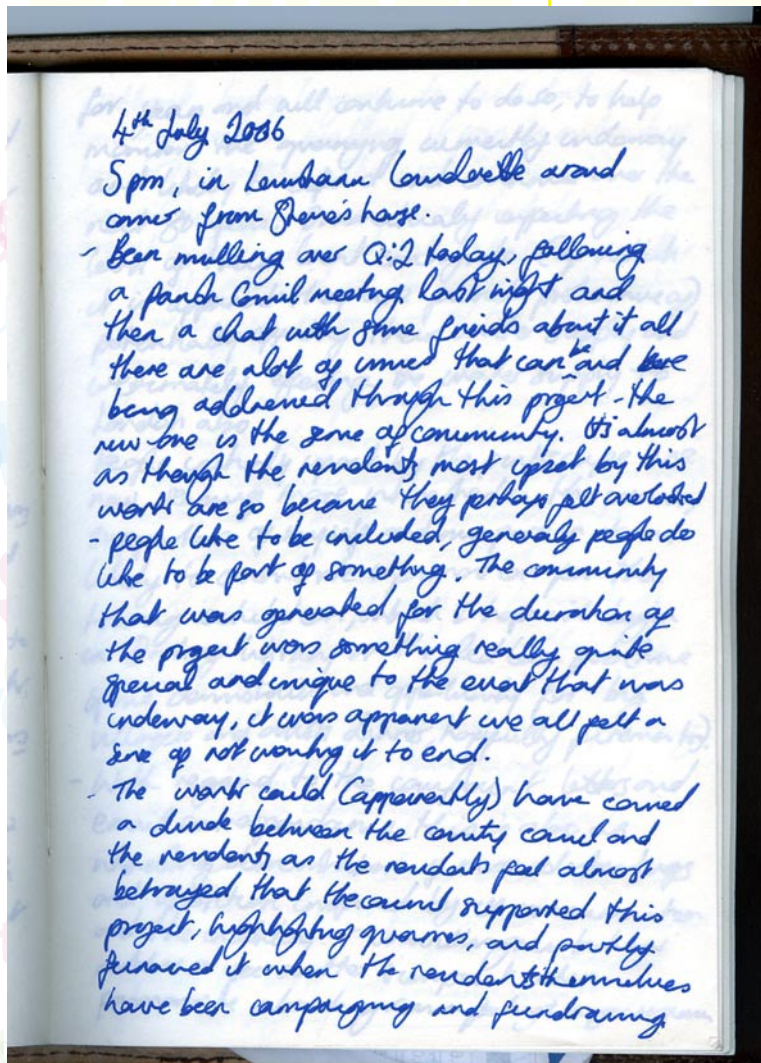 4th July 2006
5pm, in Lewisham Launderette around
corner from Steve's house.
- Been mulling over Q:2 today, following
a parish Council meeting last night and
then a chat with some friends about it all
there are alot of issues that can be and
being addressed through this project - the
new one is the sense of community. Its almost
as though the residents most upset by this
work are so because they perhaps felt overlooked
- people like to be included, generaly people do
like to be part of something. The community
that was generated for the duration of
the project was something really quite
special and unique to the event that was
underway, it was apparent we all felt a
sense of not wanting it to end.
- The work could (apparently) have caused
a divide between the county council and
the residents as the residents feel almost
betrayed that the council supported this
project, highlighting quarries, and partly
financed it when the residents themselves
have been campaigning and fundraising